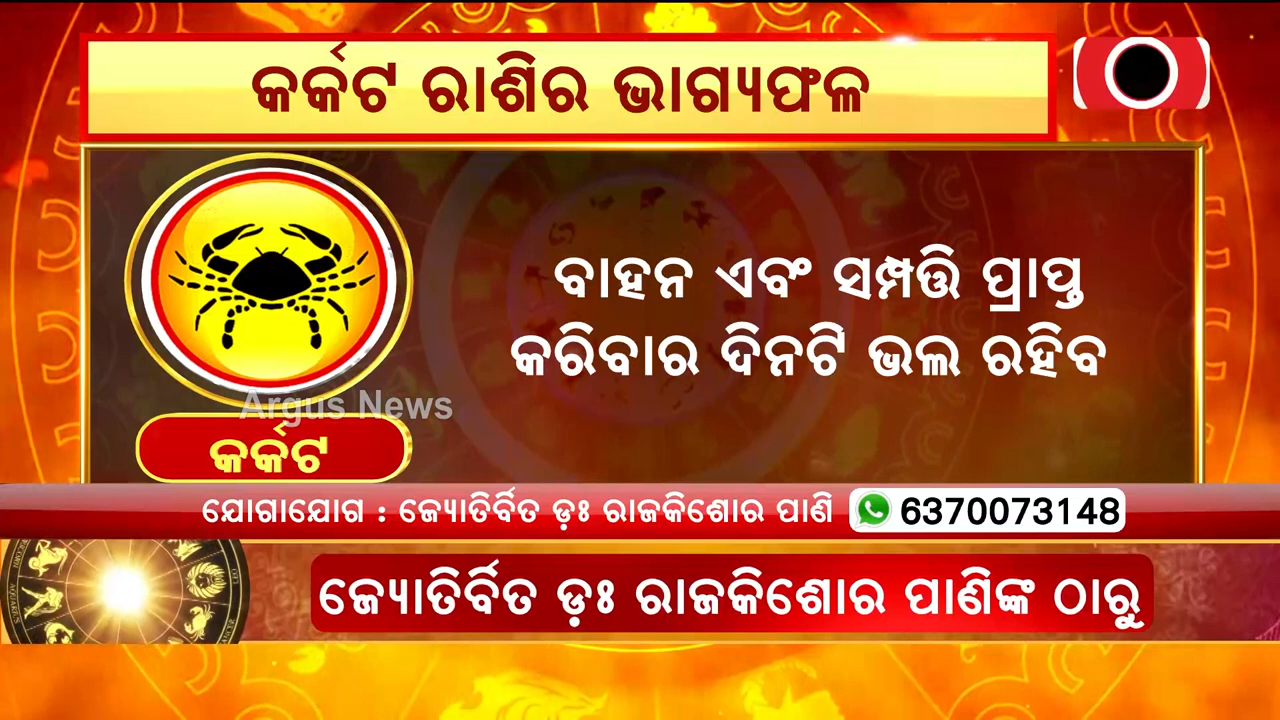 କର୍କଟ ରାଶିର ଭାଗ୍ୟଫଳ
ବାହନ ଏବଂ ସମ୍ପତ୍ତି ପ୍ରାପ୍ତ
କରିବାର ଦିନଟି ଭଲ ରହିବ
Argus News
କର୍କଟ
ଯୋଗାଯୋଗ : ଜ୍ୟୋତିର୍ବିତ ଡ଼ଃ ରାଜକିଶୋର ପାଣି 6370073148
ଜ୍ୟୋତିର୍ବିତ ଡ଼ଃ ରାଜକିଶୋର ପାଣିଙ୍କ ଠାରୁ